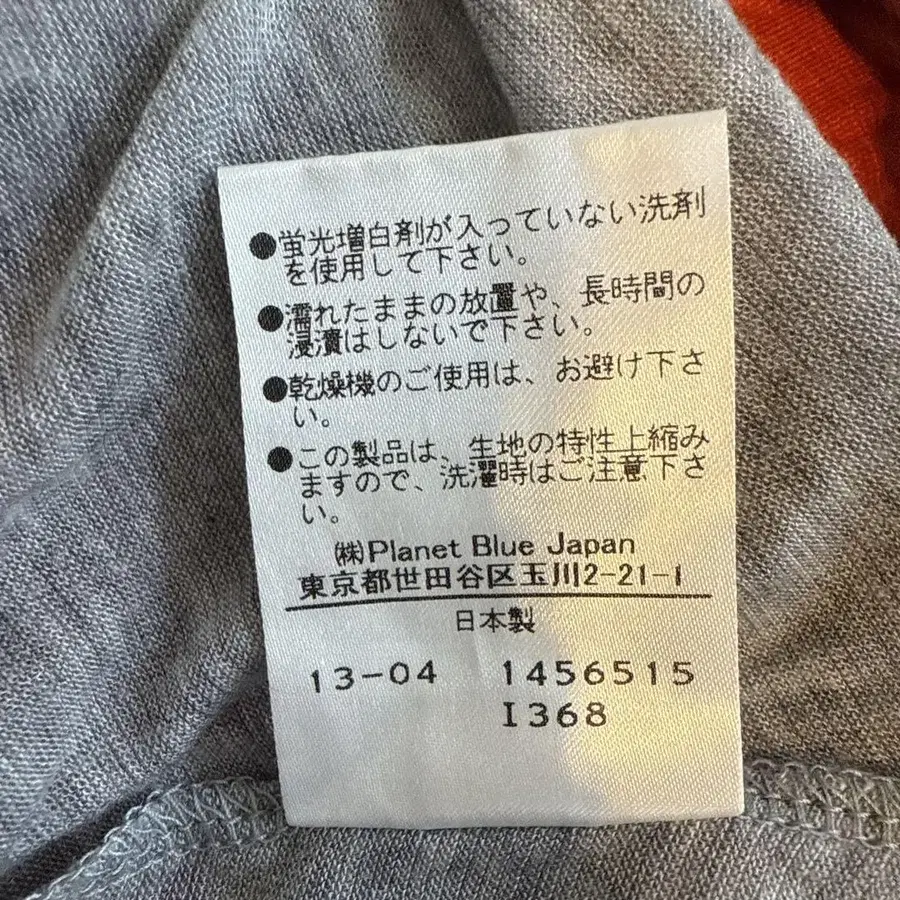 ●蛍光増白剤が入っていない洗剤
を使用して下さい。
●濡れたままの放置や、長時間の
浸漬はしないで下さい。
●乾燥機のご使用は、お避け下さ
い。
●この製品は、生地の特性上縮み
ますので、洗濯時はご注意下さ
い。
㈱Planet Blue Japan
東京都世田谷区玉川2-21-1
日本製
13-04 1456515
I368